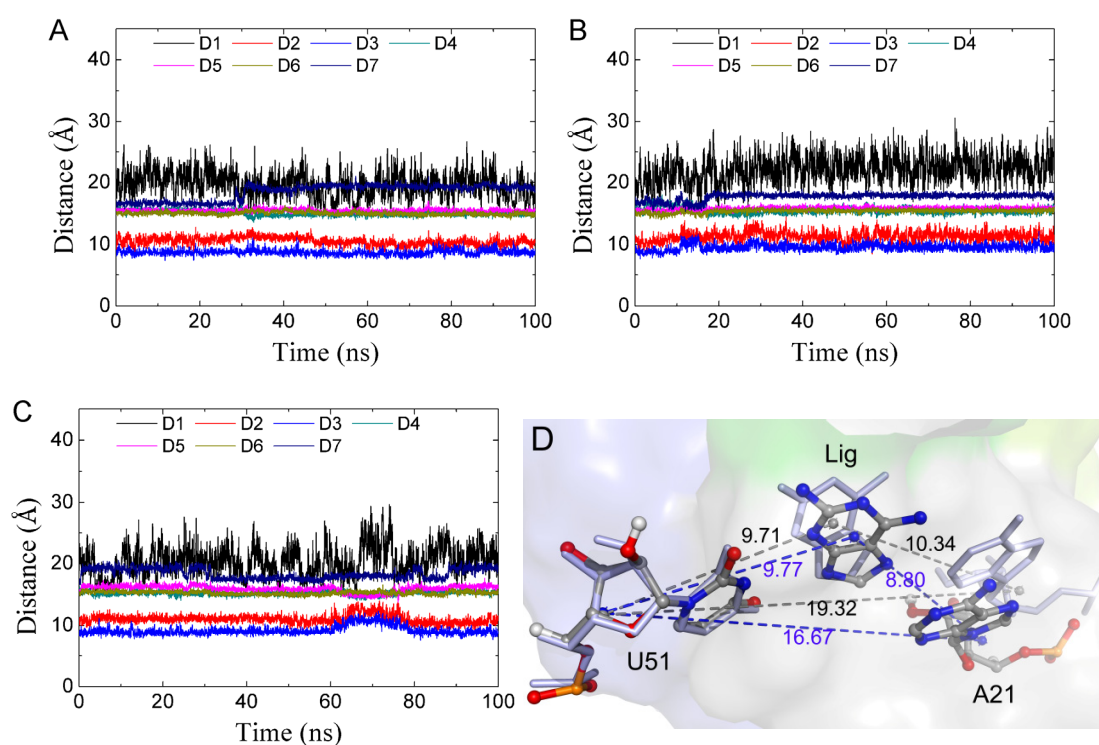 A
D1 D2 D3 D4
D5 D6 D7
40
30
20
10
0
Distance (Å)
0 20 40 60 80 100
Time (ns)
B
D1 D2 D3 D4
D5 D6 D7
40
30
20
10
0
Distance (Å)
0 20 40 60 80 100
Time (ns)
C
D1 D2 D3 D4
D5 D6 D7
40
30
20
10
0
Distance (Å)
0 20 40 60 80 100
Time (ns)
D
Lig
9.71
10.34
9.77
8.80
19.32
16.67
U51
A21